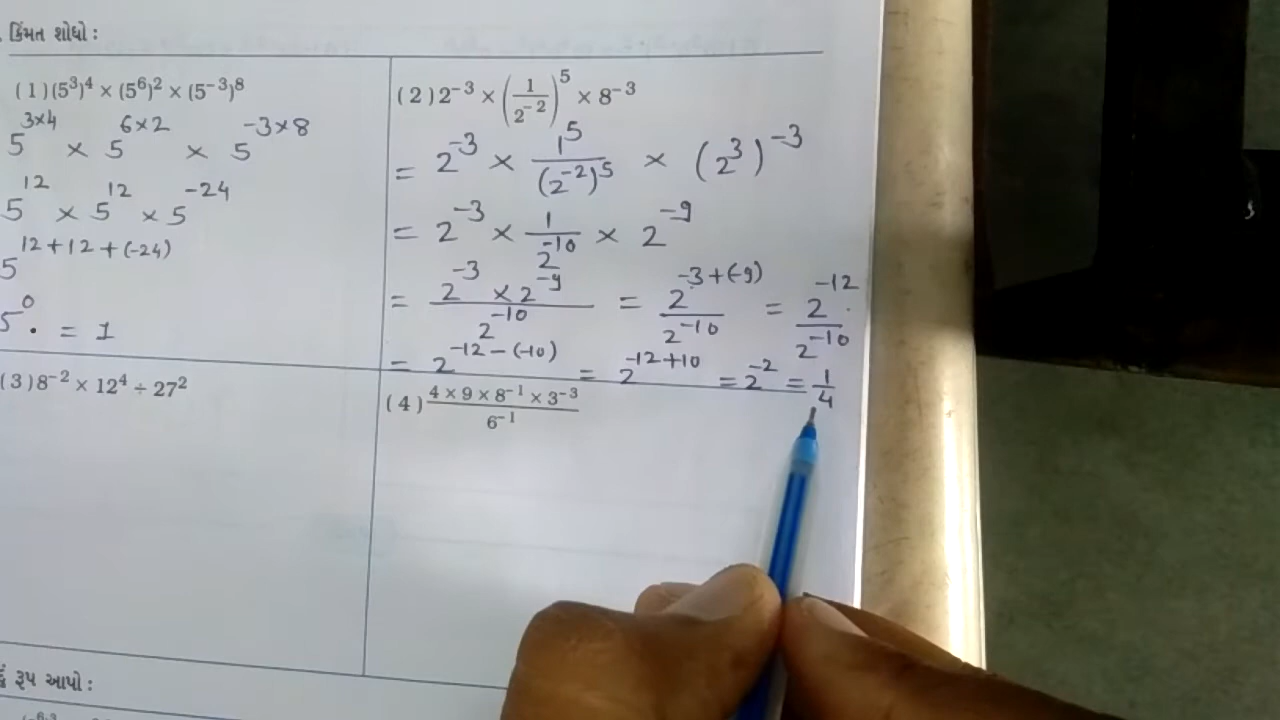 . કિંમત શોધો :
(1) (5³)⁴ × (5⁶)² × (5⁻³)⁸
5^{3×4} × 5^{6×2} × 5^{-3×8}
5¹² × 5¹² × 5⁻²⁴
5^{12+12+(-24)}
5⁰. = 1
(2) 2⁻³ × (1/2⁻²)⁵ × 8⁻³
= 2⁻³ × 1⁵/(2⁻²)⁵ × (2³)⁻³
= 2⁻³ × 1/2⁻¹⁰ × 2⁻⁹
= 2⁻³ × 2⁻⁹/2⁻¹⁰ = 2^{-3+(-9)}/2⁻¹⁰ = 2⁻¹²/2⁻¹⁰
= 2^{-12-(-10)} = 2^{-12+10} = 2⁻² = 1/4
(3) 8⁻² × 12⁴ ÷ 27²
(4) 4 × 9 × 8⁻¹ × 3⁻³/6⁻¹
રૂપ આપો :